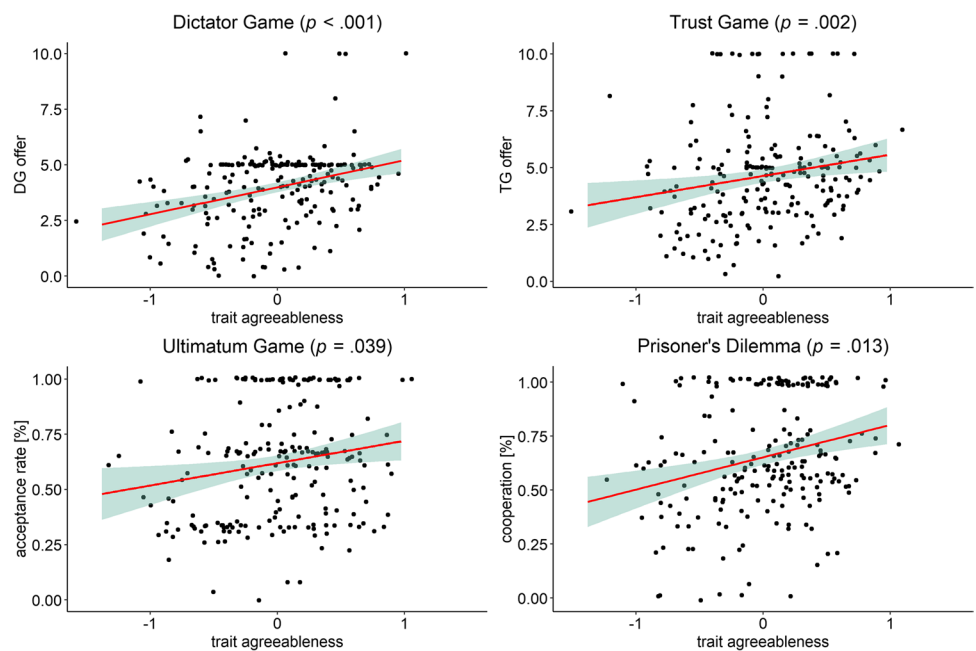 Dictator Game (p < .001)
10.0
7.5
5.0
2.5
0.0
DG offer
-1
0
1
trait agreeableness
Trust Game (p = .002)
10.0
7.5
5.0
2.5
0.0
TG offer
-1
0
1
trait agreeableness
Ultimatum Game (p = .039)
1.00
0.75
0.50
0.25
0.00
acceptance rate [%]
-1
0
1
trait agreeableness
Prisoner's Dilemma (p = .013)
1.00
0.75
0.50
0.25
0.00
cooperation [%]
-1
0
1
trait agreeableness